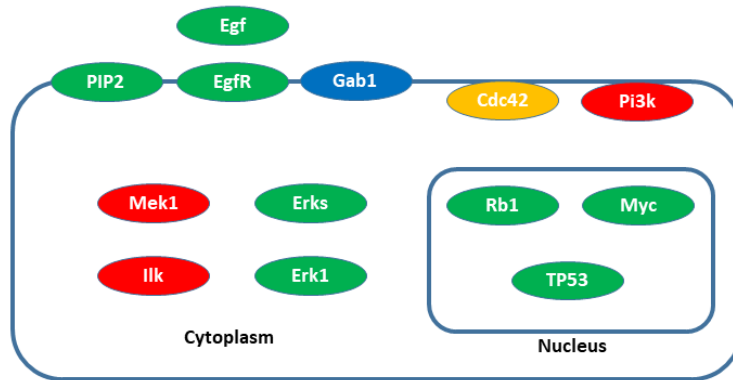 Egf
PIP2 EgfR Gab1
Cdc42 Pi3k
Mek1 Erks Rb1 Myc
Ilk Erk1 TP53
Cytoplasm Nucleus